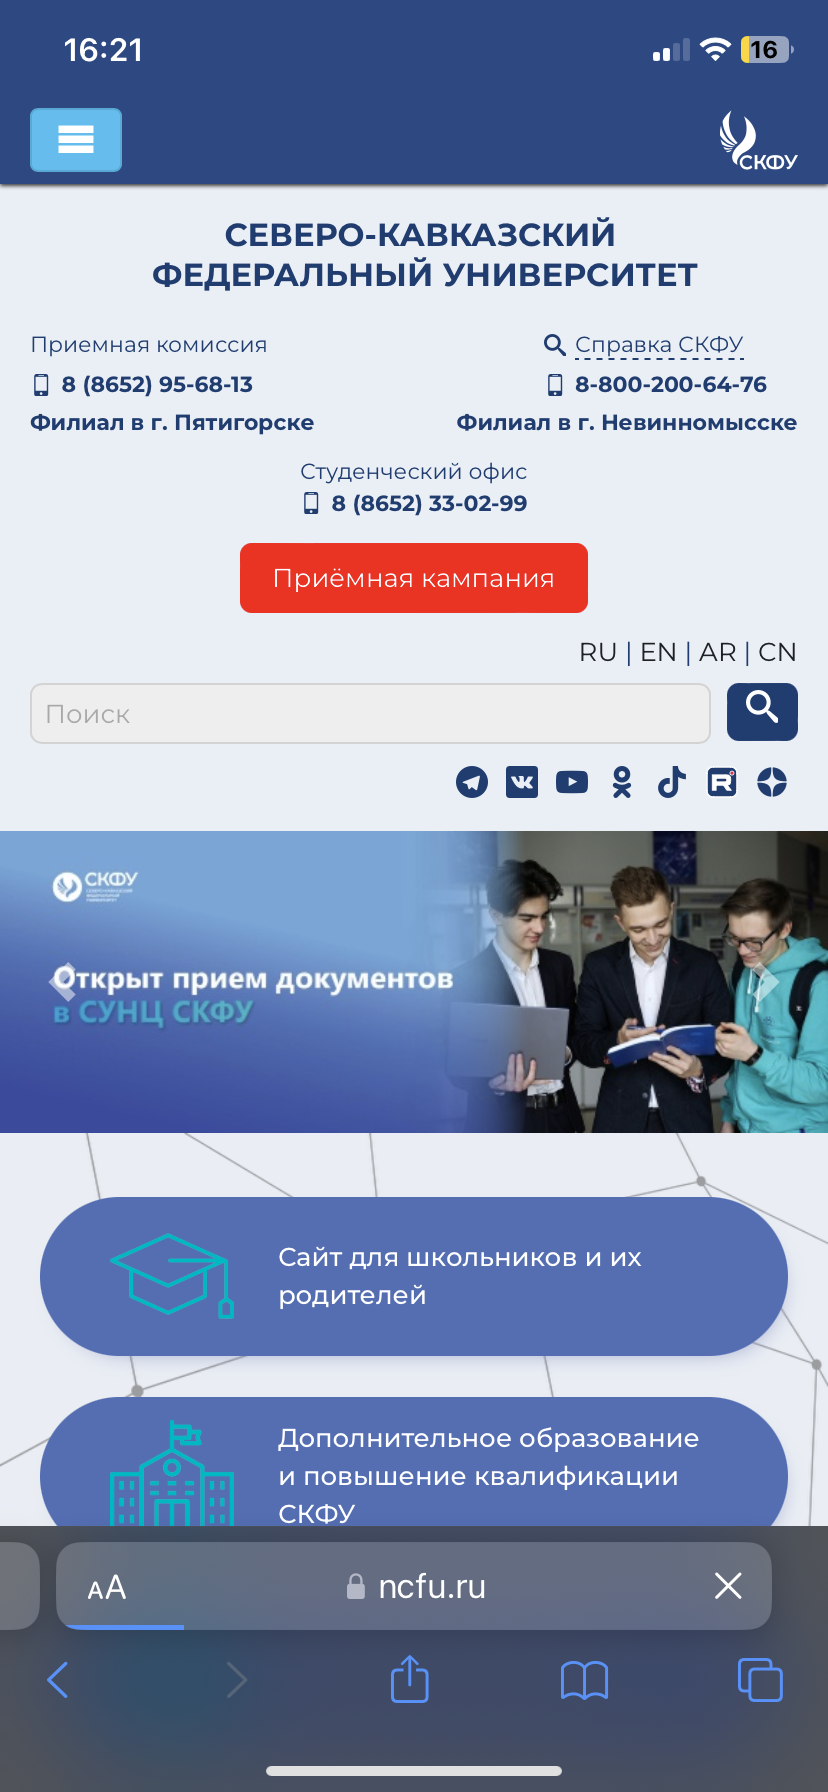 16:21
16
СКФУ
СЕВЕРО-КАВКАЗСКИЙ
ФЕДЕРАЛЬНЫЙ УНИВЕРСИТЕТ
Приемная комиссия
8 (8652) 95-68-13
Филиал в г. Пятигорске
Справка СКФУ
8-800-200-64-76
Филиал в г. Невинномысске
Студенческий офис
8 (8652) 33-02-99
Приёмная кампания
RU | EN | AR | CN
Поиск
СКФУ
Открыт прием документов
в СУНЦ СКФУ
Сайт для школьников и их
родителей
Дополнительное образование
и повышение квалификации
СКФУ
AA
ncfu.ru